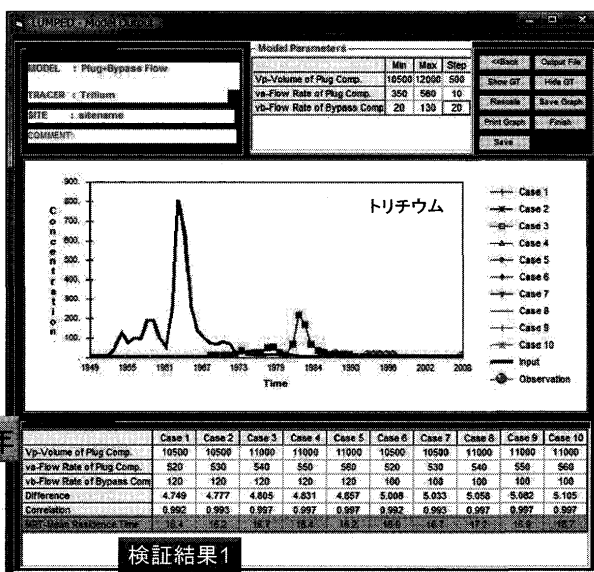 LUMPED - Model Output
MODEL : Plug+Bypass Flow
TRACER : Tritium
SITE : sitename
COMMENT:
Model Parameters
Min Max Step
Vp-Volume of Plug Comp. 10500 12000 500
va-Flow Rate of Plug Comp. 350 560 10
vb-Flow Rate of Bypass Comp 20 130 20
<<Back Output File
Show GT Hide GT
Rescale Save Graph
Print Graph Finish
Save
トリチウム
Concentration
900.
800.
700.
600.
500.
400.
300.
200.
100.
1949 1955 1961 1967 1973 1979 1984 1990 1996 2002 2008
Time
Case 1
Case 2
Case 3
Case 4
Case 5
Case 6
Case 7
Case 8
Case 9
Case 10
Input
Observation
Case 1 Case 2 Case 3 Case 4 Case 5 Case 6 Case 7 Case 8 Case 9 Case 10
Vp-Volume of Plug Comp. 10500 10500 11000 11000 11000 10500 10500 11000 11000 11000
va-Flow Rate of Plug Comp. 520 530 540 550 560 520 530 540 550 560
vb-Flow Rate of Bypass Com 120 120 120 120 120 100 100 100 100 100
Difference 4.749 4.777 4.805 4.831 4.857 5.008 5.033 5.058 5.082 5.105
Correlation 0.992 0.993 0.997 0.997 0.997 0.992 0.993 0.997 0.997 0.997
MRT-Mean Residence Time
検証結果1